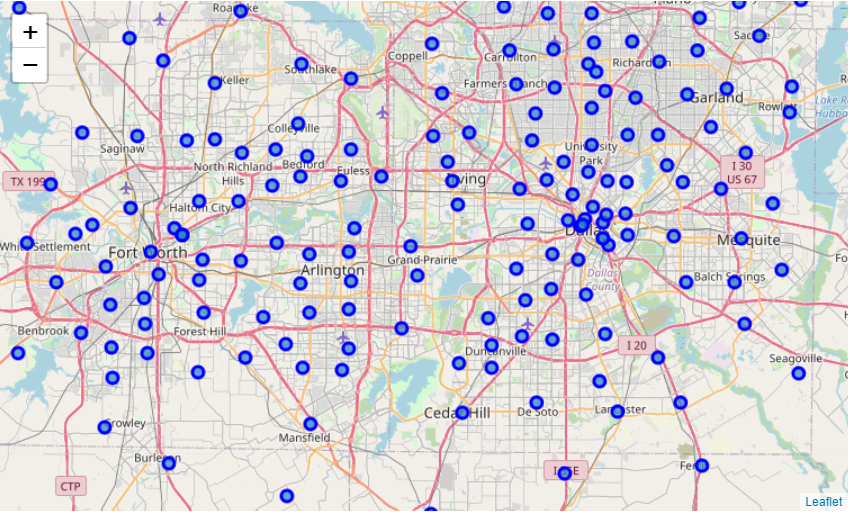 +
−
Roanoke
Coppell
Carrollton
Richardson
Sachse
Keller
Southlake
Farmers Branch
Garland
Rowlett
Lake Ray
Hubbard
Colleyville
Saginaw
North Richland
Hills
Bedford
Euless
Irving
University
Park
I 30
US 67
TX 199
Haltom City
White Settlement
Fort Worth
Arlington
Grand Prairie
Dallas
Mesquite
Dallas
County
Balch Springs
Benbrook
Forest Hill
I 20
Duncanville
Seagoville
Crowley
Mansfield
Cedar Hill
De Soto
Lancaster
Burleson
CTP
I 35E
Leaflet